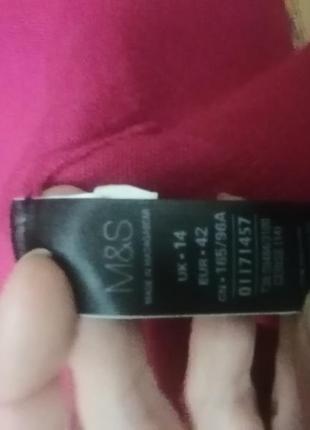 M&S
MADE IN MADAGASCAR
UK • 14
EUR • 42
CN • 165/96A
01171457